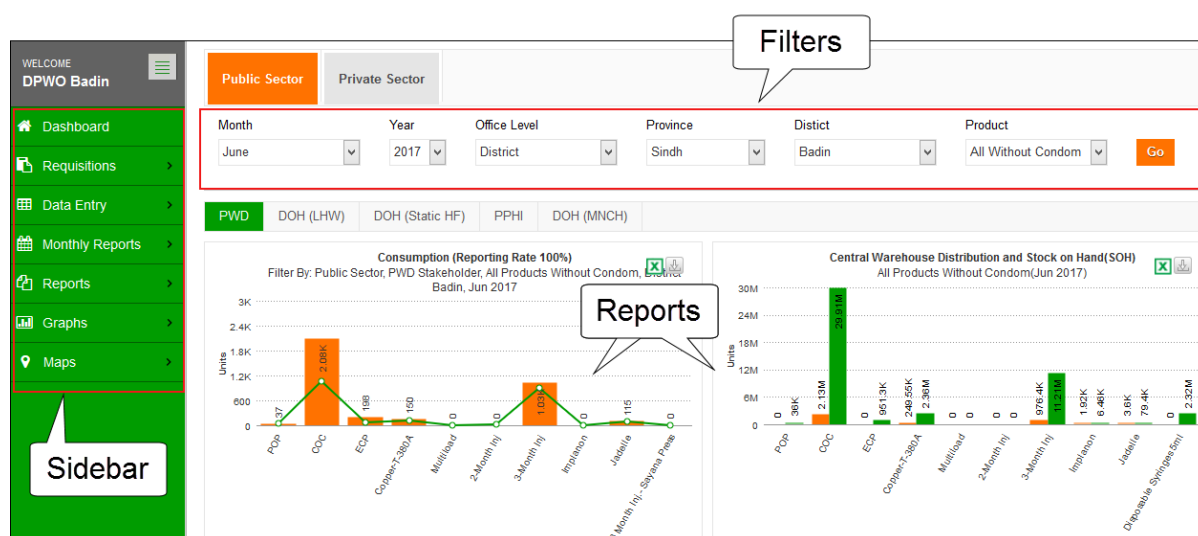 Filters
WELCOME
DPWO Badin
Public Sector
Private Sector
Dashboard
Requisitions
Data Entry
Monthly Reports
Reports
Graphs
Maps
Sidebar
Month Year Office Level Province Distict Product
June 2017 District Sindh Badin All Without Condom Go
PWD DOH (LHW) DOH (Static HF) PPHI DOH (MNCH)
Consumption (Reporting Rate 100%)
Filter By: Public Sector, PWD Stakeholder, All Products Without Condom, District
Badin, Jun 2017
Reports
Units
3K
2.4K
1.8K
1.2K
600
0
37
2.08K
198
150
0
0
1.03K
0
115
0
POP
COC
ECP
Copper-T-380A
Multiload
2-Month Inj
3-Month Inj
Implanon
Jadelle
Month Inj - Sayana Press
Central Warehouse Distribution and Stock on Hand(SOH)
All Products Without Condom(Jun 2017)
Units
30M
24M
18M
12M
6M
0
0
36K
2.13M
29.91M
0
951.3K
249.55K
2.36M
0
0
0
0
976.4K
11.21M
1.92K
6.46K
3.6K
79.4K
0
2.32M
POP
COC
ECP
Copper-T-380A
Multiload
2-Month Inj
3-Month Inj
Implanon
Jadelle
Disposable Syringes 5ml